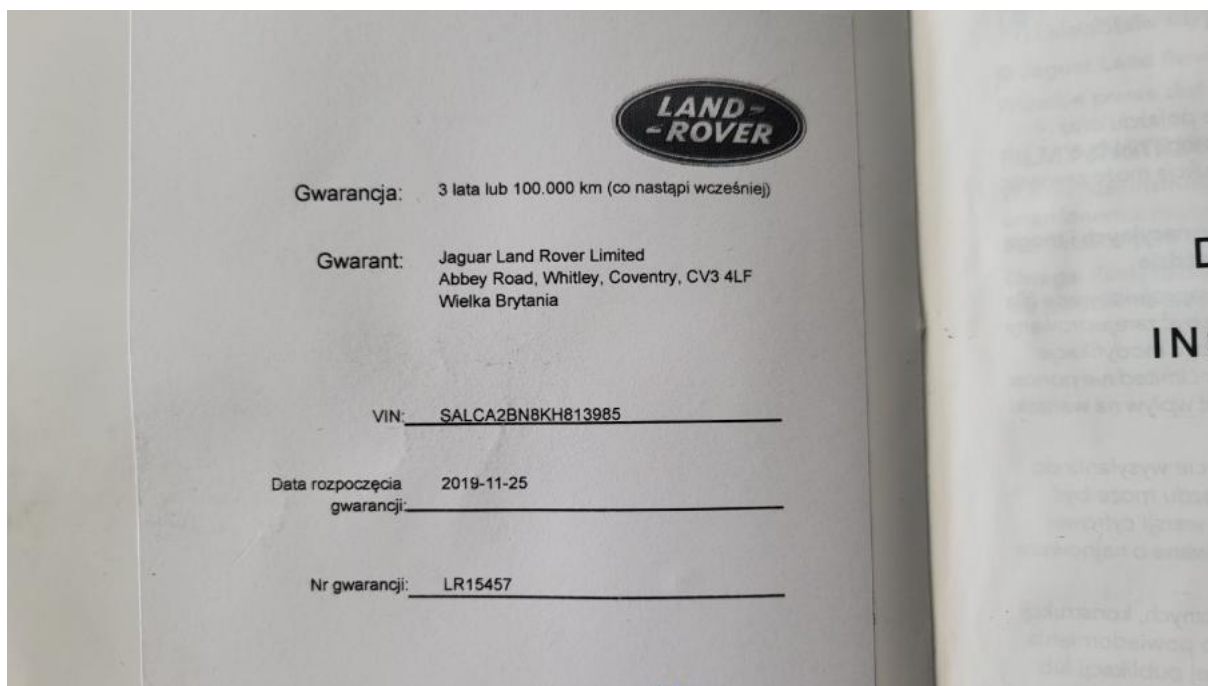 LAND-
-ROVER
Gwarancja: 3 lata lub 100.000 km (co nastąpi wcześniej)
Gwarant: Jaguar Land Rover Limited
Abbey Road, Whitley, Coventry, CV3 4LF
Wielka Brytania
VIN: SALCA2BN8KH813985
Data rozpoczęcia 2019-11-25
gwarancji:
Nr gwarancji: LR15457
D
IN